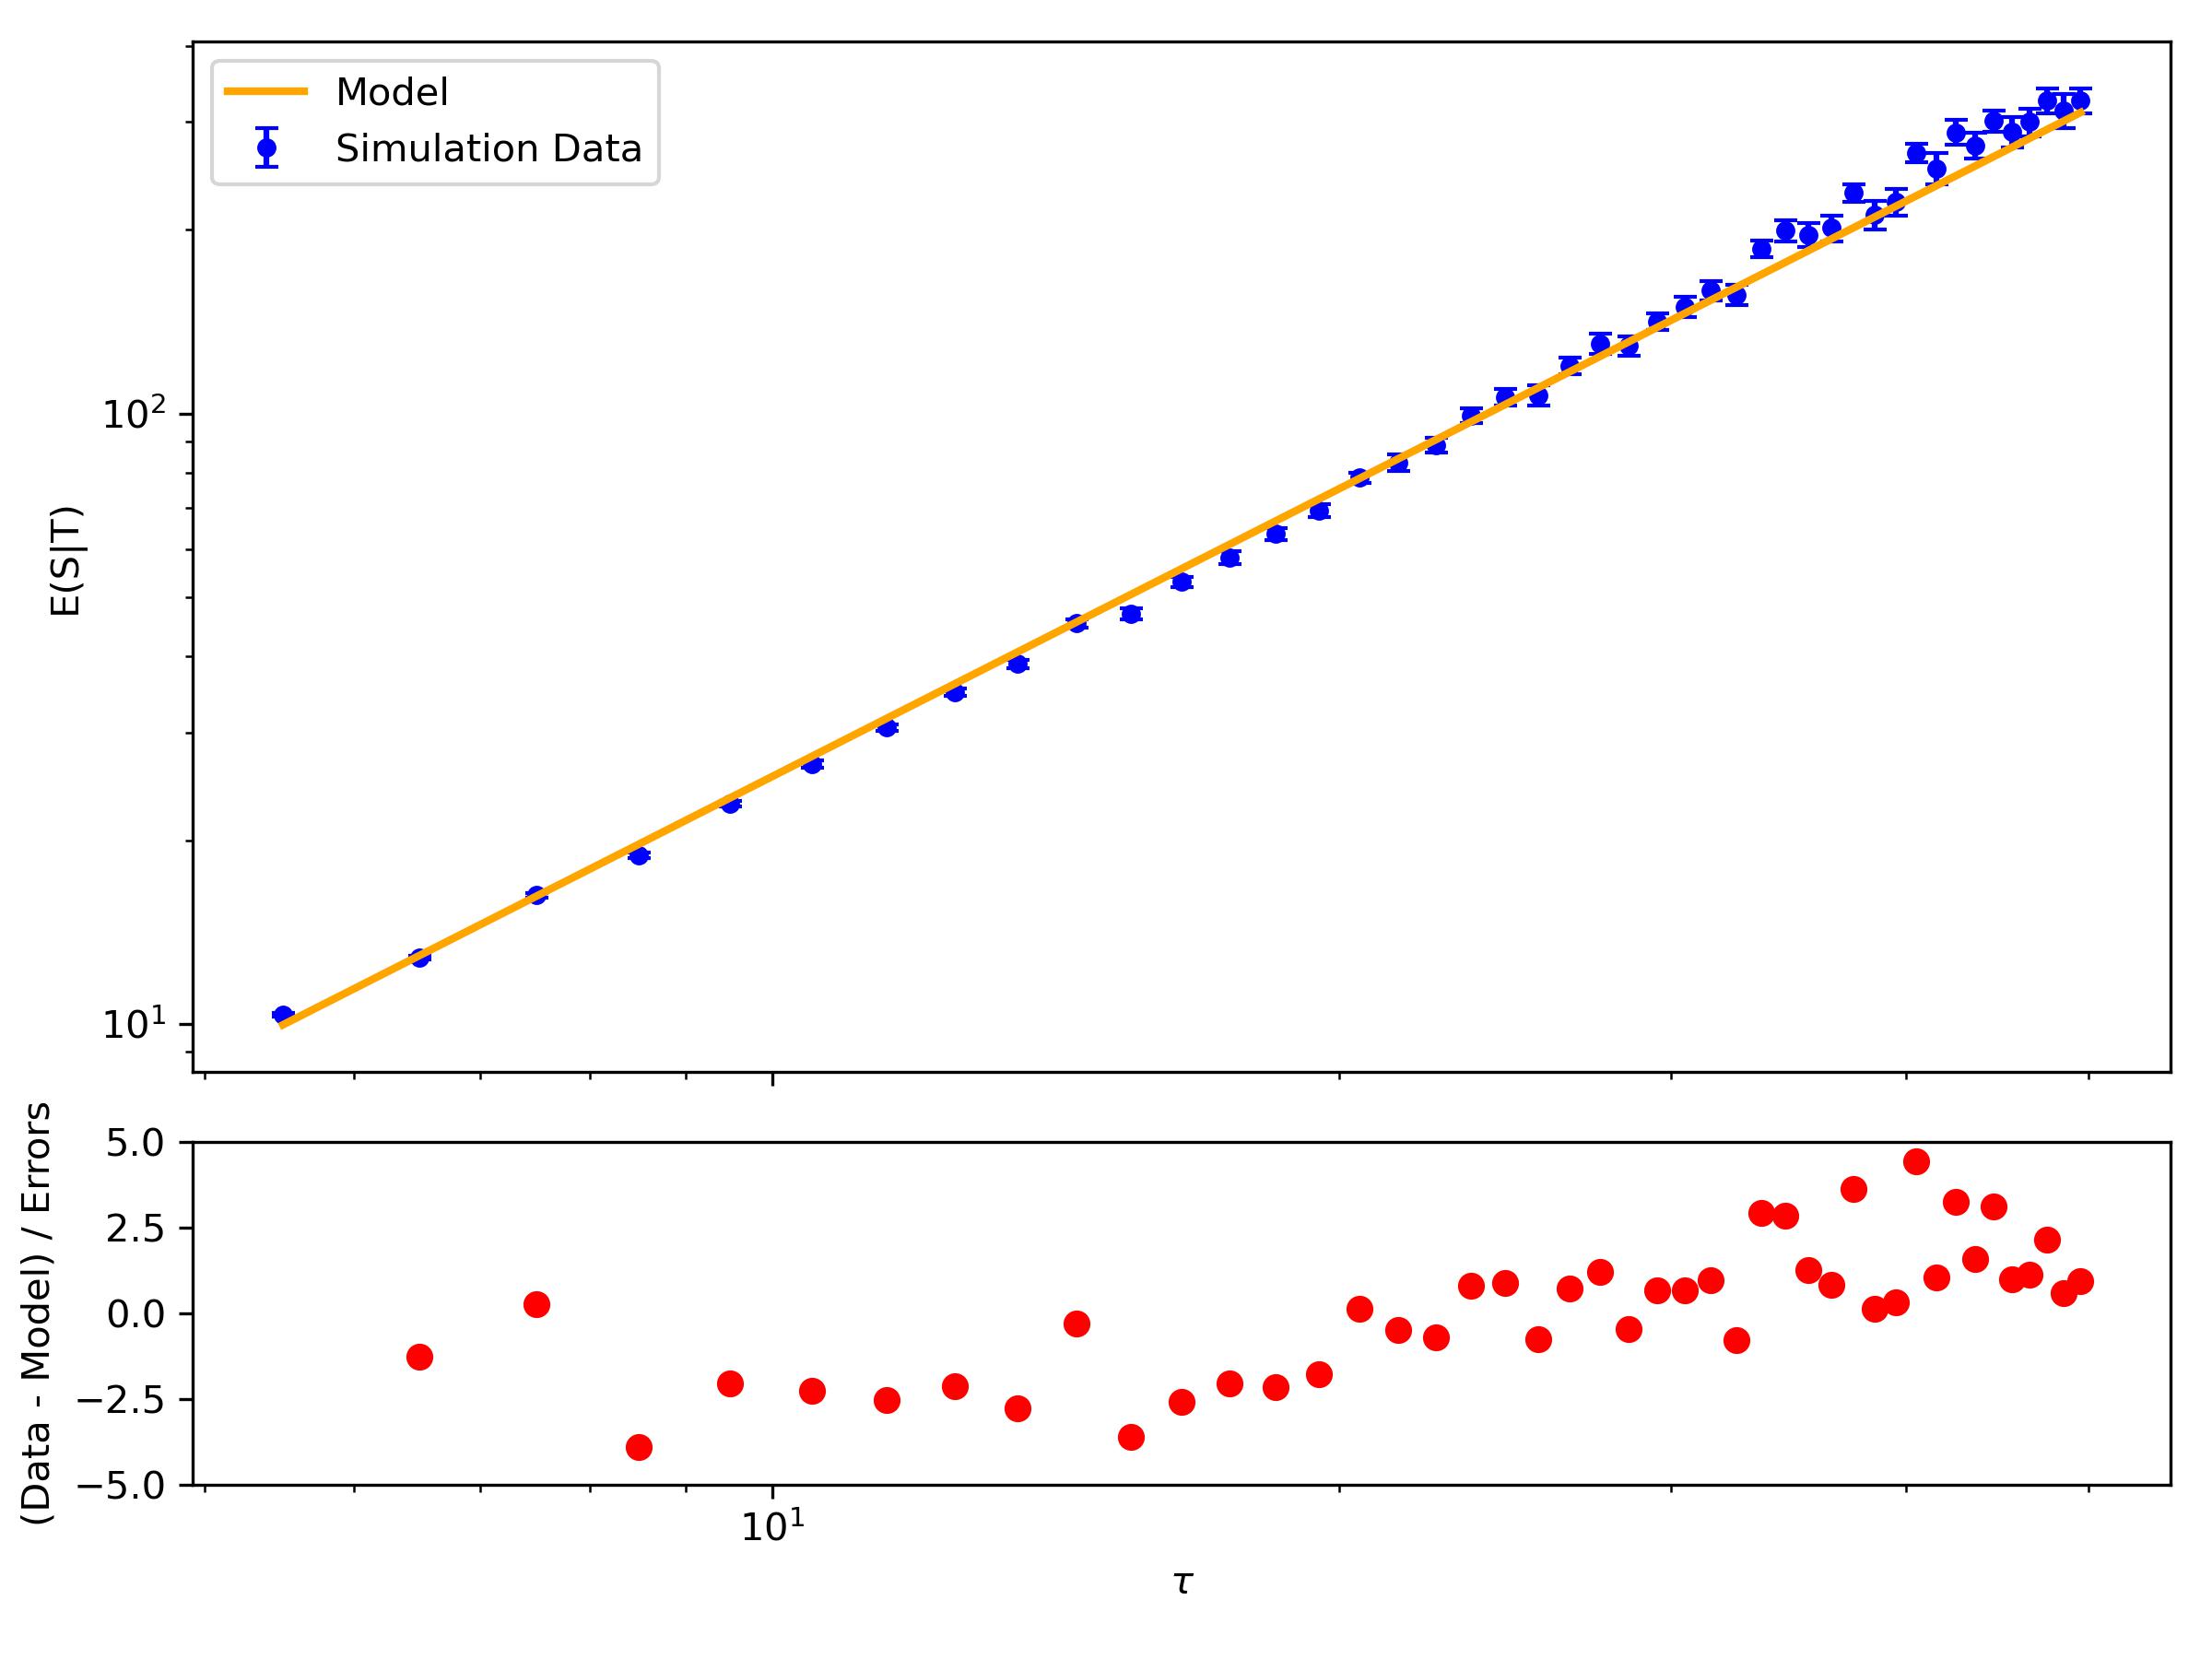 Model
Simulation Data
E(S|T)
10²
10¹
(Data - Model) / Errors
5.0
2.5
0.0
−2.5
−5.0
10¹
τ